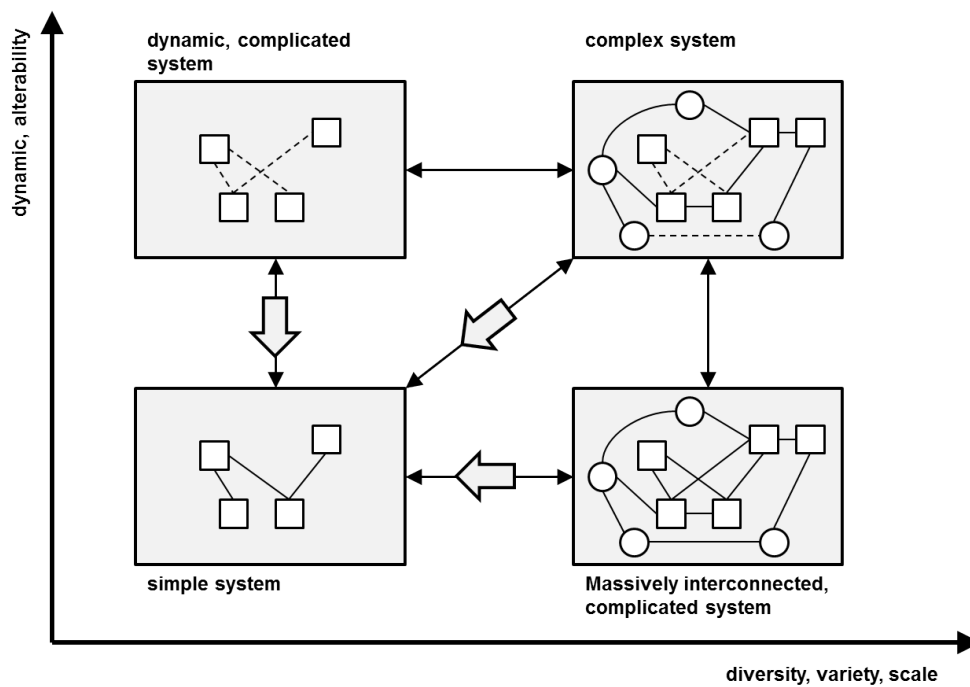 dynamic, alterability
dynamic, complicated
system
complex system
simple system
Massively interconnected,
complicated system
diversity, variety, scale